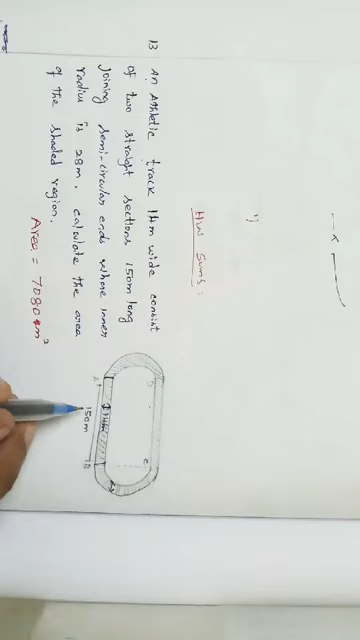 HW Sums :
1)
13 An Athletic track 14m wide consist
of two straight sections 150m long
joining semi-circular ends whose inner
radius is 28m. calculate the area
of the shaded region.
Area = 7080 m²
D C
14m
A B
150m